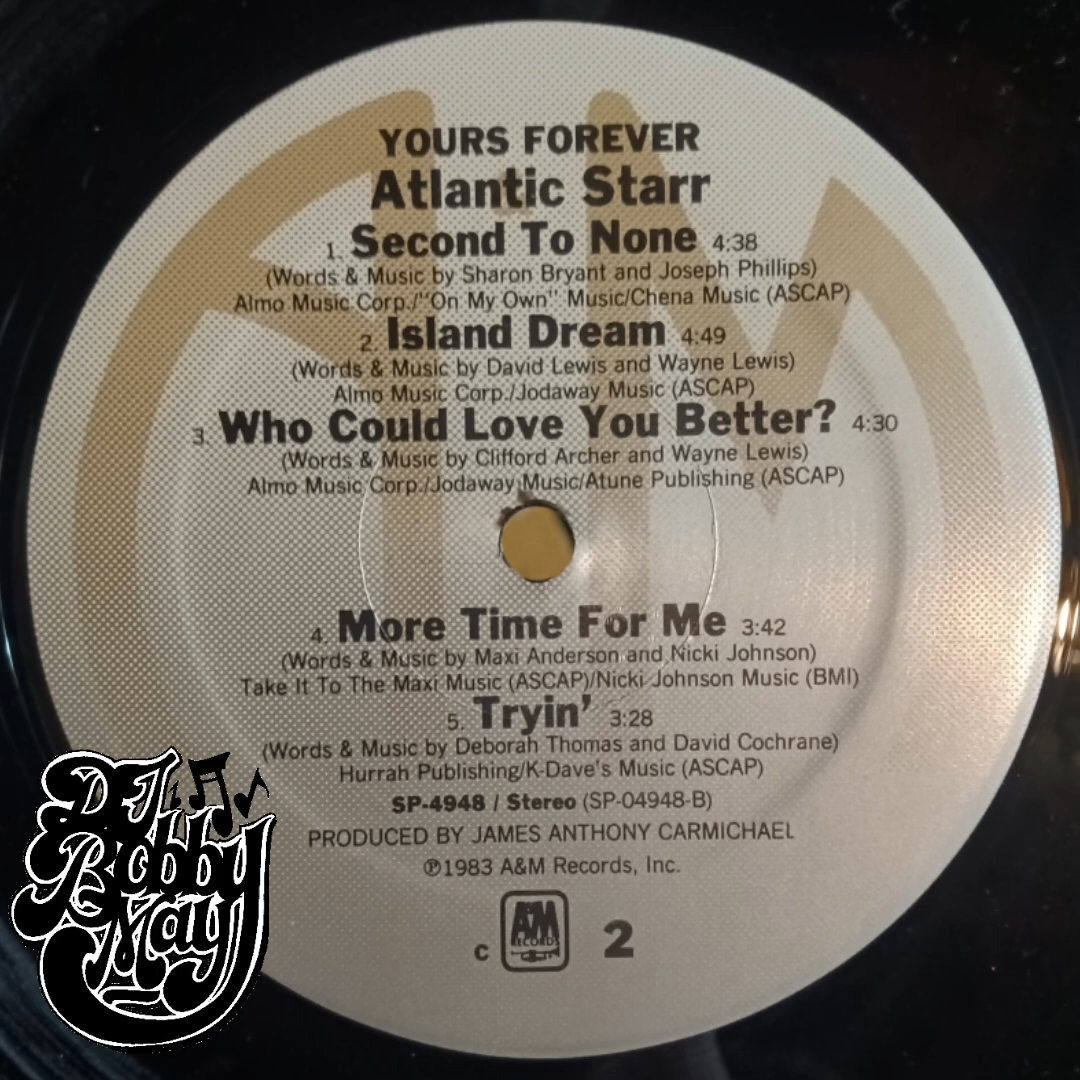 YOURS FOREVER
Atlantic Starr
1. Second To None 4:38
(Words & Music by Sharon Bryant and Joseph Phillips)
Almo Music Corp./"On My Own" Music/Chena Music (ASCAP)
2. Island Dream 4:49
(Words & Music by David Lewis and Wayne Lewis)
Almo Music Corp./Jodaway Music (ASCAP)
3. Who Could Love You Better? 4:30
(Words & Music by Clifford Archer and Wayne Lewis)
Almo Music Corp./Jodaway Music/Atune Publishing (ASCAP)
4. More Time For Me 3:42
(Words & Music by Maxi Anderson and Nicki Johnson)
Take It To The Maxi Music (ASCAP)/Nicki Johnson Music (BMI)
5. Tryin' 3:28
(Words & Music by Deborah Thomas and David Cochrane)
Hurrah Publishing/K-Dave's Music (ASCAP)
SP-4948 / Stereo (SP-04948-B)
PRODUCED BY JAMES ANTHONY CARMICHAEL
℗1983 A&M Records, Inc.
C A&M RECORDS 2
DJ
Bobby
May